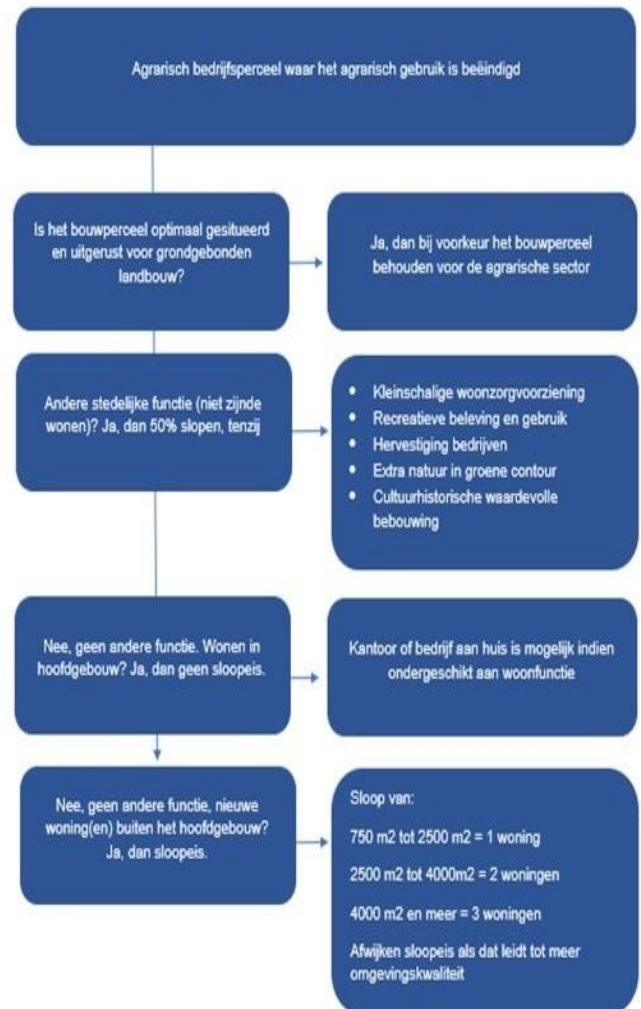 Agrarisch bedrijfsperceel waar het agrarisch gebruik is beëindigd
Is het bouwperceel optimaal gesitueerd
en uitgerust voor grondgebonden
landbouw?
Ja, dan bij voorkeur het bouwperceel
behouden voor de agrarische sector
Andere stedelijke functie (niet zijnde
wonen)? Ja, dan 50% slopen, tenzij
• Kleinschalige woonzorgvoorziening
• Recreatieve beleving en gebruik
• Hervestiging bedrijven
• Extra natuur in groene contour
• Cultuurhistorische waardevolle
bebouwing
Nee, geen andere functie. Wonen in
hoofdgebouw? Ja, dan geen sloopeis.
Kantoor of bedrijf aan huis is mogelijk indien
ondergeschikt aan woonfunctie
Nee, geen andere functie, nieuwe
woning(en) buiten het hoofdgebouw?
Ja, dan sloopeis.
Sloop van:
750 m2 tot 2500 m2 = 1 woning
2500 m2 tot 4000m2 = 2 woningen
4000 m2 en meer = 3 woningen
Afwijken sloopeis als dat leidt tot meer
omgevingskwaliteit